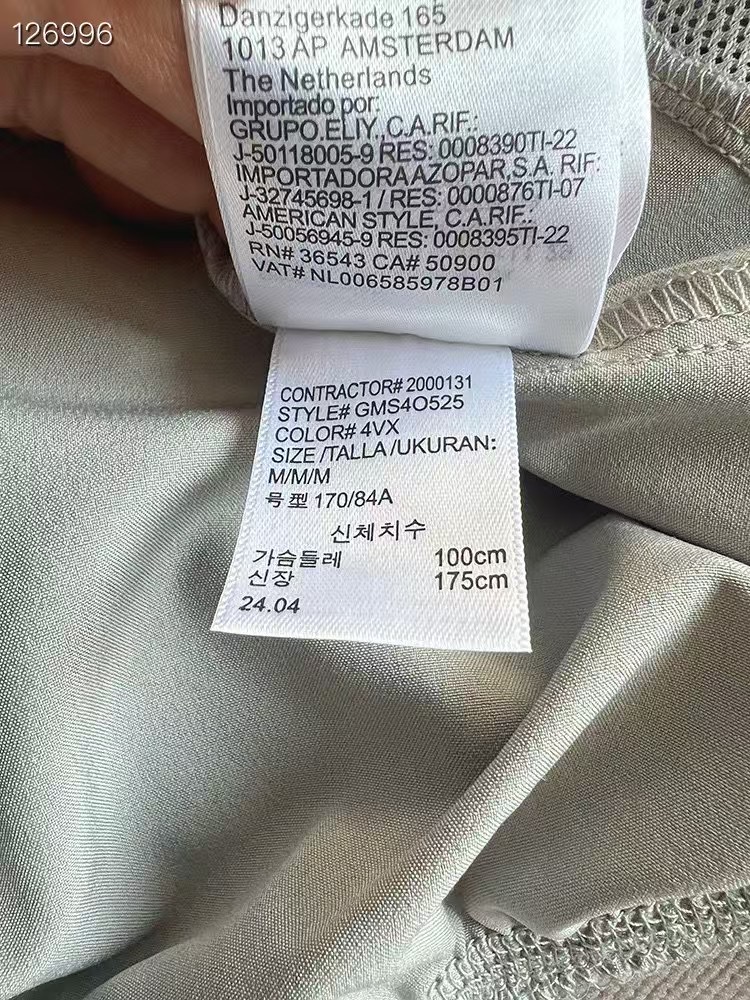 126996
Danzigerkade 165
1013 AP AMSTERDAM
The Netherlands
Importado por:
GRUPO.ELIY.,C.A.RIF.:
J-50118005-9 RES: 0008390TI-22
IMPORTADORAAZOPAR,S.A. RIF:
J-32745698-1 / RES: 0000876TI-07
AMERICAN STYLE, C.A.RIF.:
J-50056945-9 RES: 0008395TI-22
RN# 36543 CA# 50900
VAT# NL006585978B01
CONTRACTOR# 2000131
STYLE# GMS4O525
COLOR# 4VX
SIZE /TALLA /UKURAN:
M/M/M
号型 170/84A
신체치수
가슴들레 100cm
신장 175cm
24.04